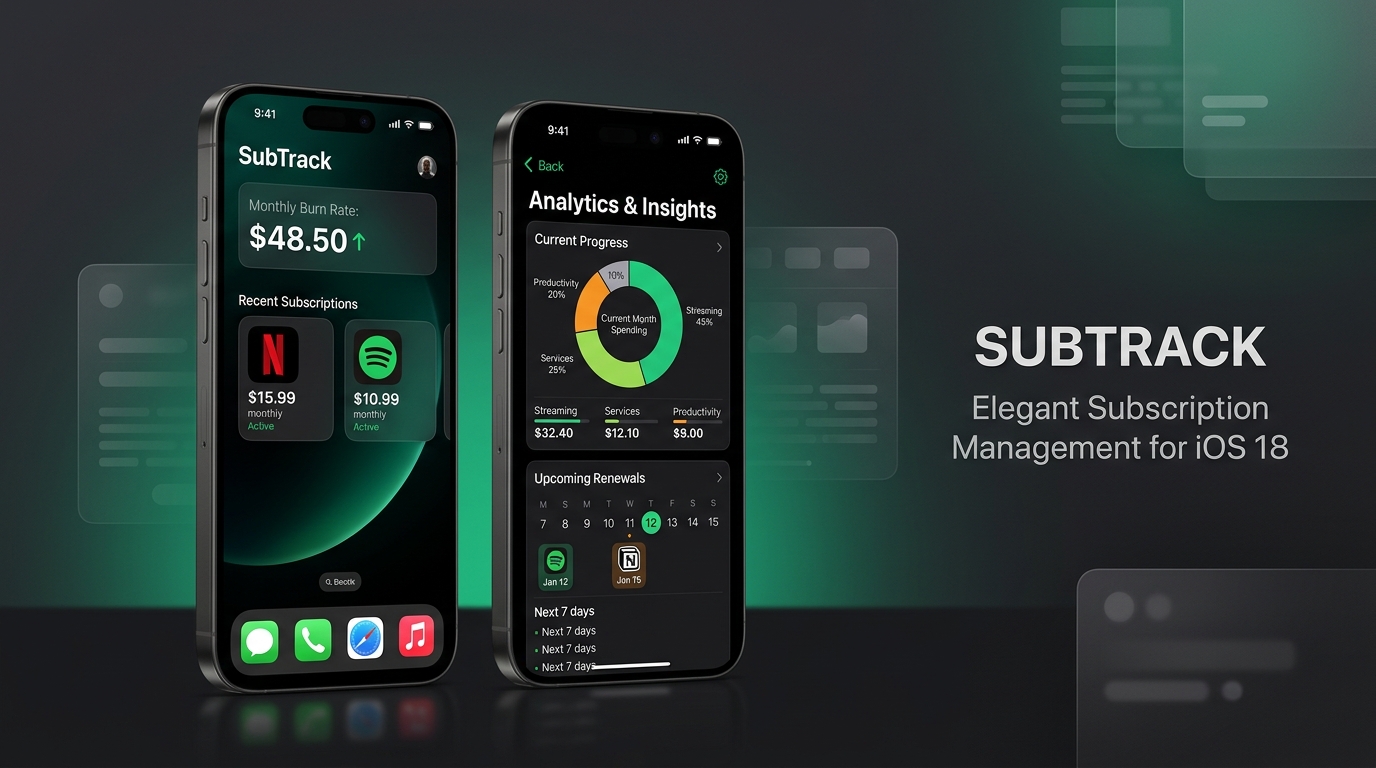 9:41
SubTrack
Monthly Burn Rate:
$48.50↑
Recent Subscriptions
N
$15.99
monthly
Active
$10.99
monthly
Active
Bectk
9:41
Back
Analytics & Insights
Current Progress
10%
Productivity
20%
Streaming
45%
Current Month
Spending
Services
25%
Streaming
$32.40
Services
$12.10
Productivity
$9.00
Upcoming Renewals
M S M T W T F S S
7 8 9 10 11 12 13 14 15
N
Jan 12
Jon 15
Next 7 days
Next 7 days
Next 7 days
Next 7 days
SUBTRACK
Elegant Subscription
Management for iOS 18